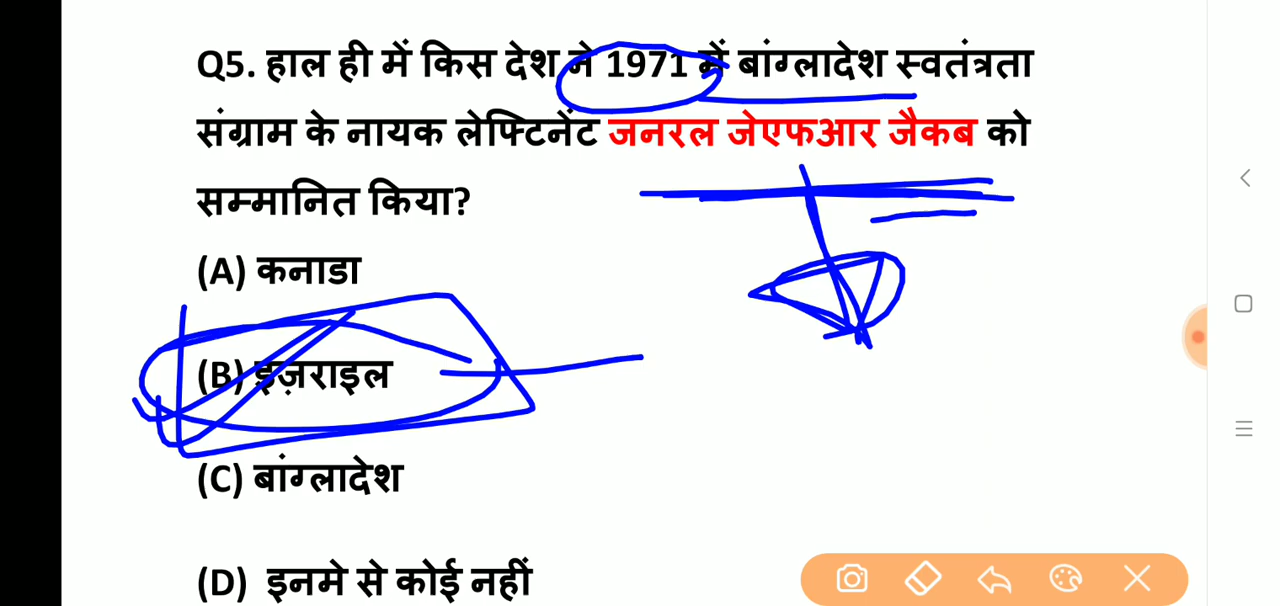 Q5. हाल ही में किस देश ने 1971 में बांग्लादेश स्वतंत्रता
संग्राम के नायक लेफ्टिनेंट जनरल जेएफआर जैकब को
सम्मानित किया?
(A) कनाडा
(B) इज़राइल
(C) बांग्लादेश
(D) इनमे से कोई नहीं